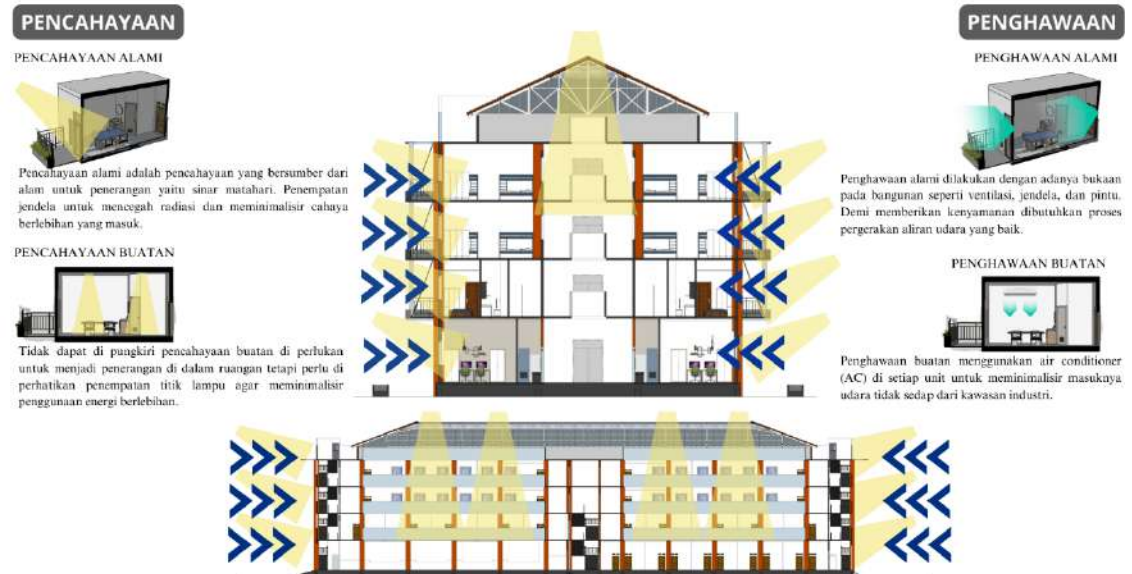 PENCAHAYAAN
PENCAHAYAAN ALAMI
Pencahayaan alami adalah pencahayaan yang bersumber dari
alam untuk penerangan yaitu sinar matahari. Penempatan
jendela untuk mencegah radiasi dan meminimalisir cahaya
berlebihan yang masuk.
PENCAHAYAAN BUATAN
Tidak dapat di pungkiri pencahayaan buatan di perlukan
untuk menjadi penerangan di dalam ruangan tetapi perlu di
perhatikan penempatan titik lampu agar meminimalisir
penggunaan energi berlebihan.
PENGHAWAAN
PENGHAWAAN ALAMI
Penghawaan alami dilakukan dengan adanya bukaan
pada bangunan seperti ventilasi, jendela, dan pintu.
Demi memberikan kenyamanan dibutuhkan proses
pergerakan aliran udara yang baik.
PENGHAWAAN BUATAN
Penghawaan buatan menggunakan air conditioner
(AC) di setiap unit untuk meminimalisir masuknya
udara tidak sedap dari kawasan industri.